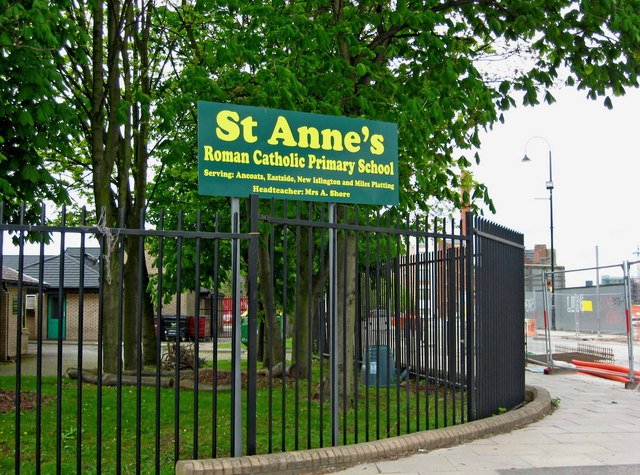 St Anne's
Roman Catholic Primary School
Serving: Ancoats, Eastside, New Islington and Miles Platting
Headteacher: Mrs A. Shore